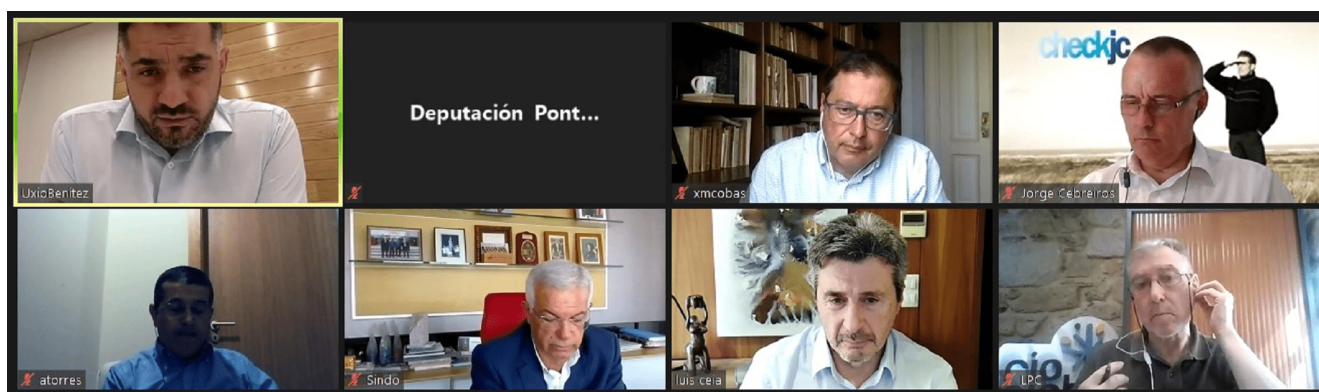 UxioBenitez
Deputación Pont...
xmcobas
checkjc
Jorge Cebreiros
atorres
Sindo
luis ceia
LPC